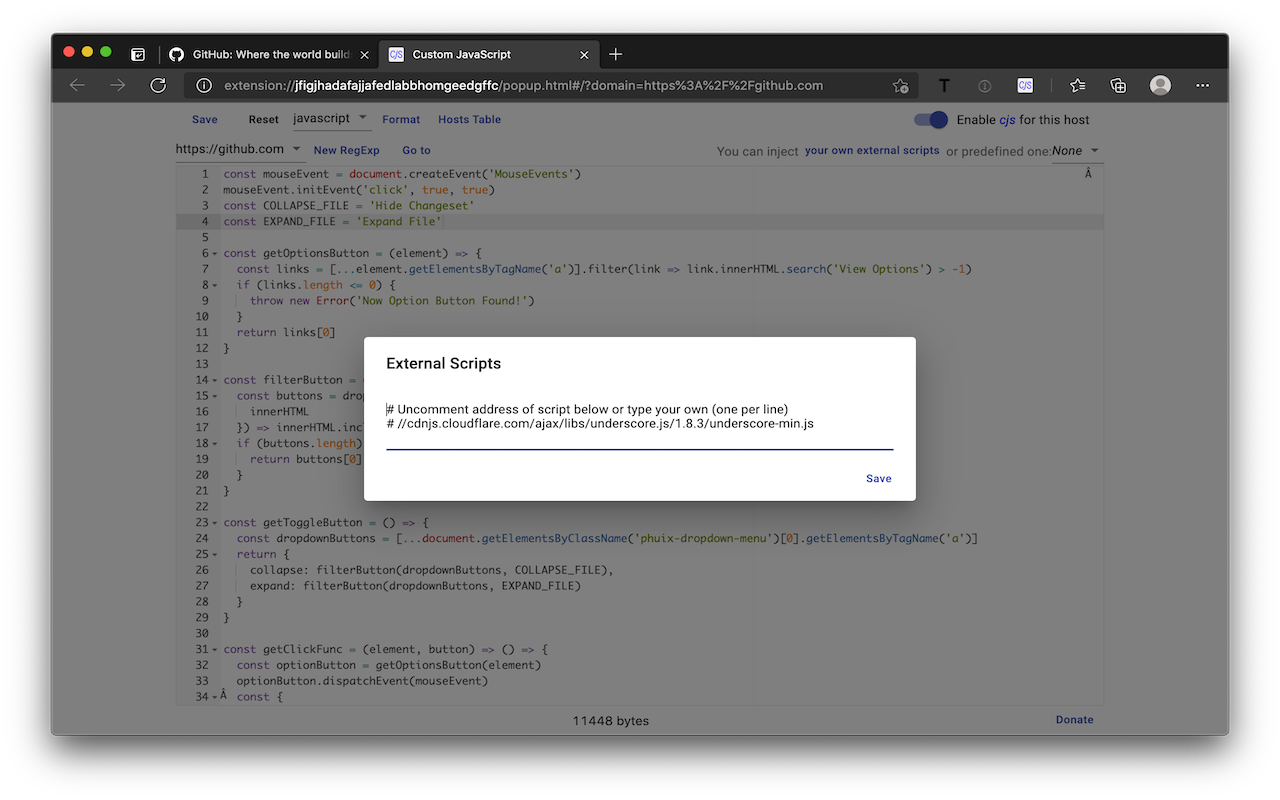 GitHub: Where the world build
Custom JavaScript
extension://jfigjhadafajjafedlabbhomgeedgffc/popup.html#/?domain=https%3A%2F%2Fgithub.com
T
C/S
Save Reset javascript Format Hosts Table
Enable cjs for this host
https://github.com New RegExp Go to
You can inject your own external scripts or predefined one: None
1 const mouseEvent = document.createEvent('MouseEvents')
2 mouseEvent.initEvent('click', true, true)
3 const COLLAPSE_FILE = 'Hide Changeset'
4 const EXPAND_FILE = 'Expand File'
5
6 const getOptionsButton = (element) => {
7 const links = [...element.getElementsByTagName('a')].filter(link => link.innerHTML.search('View Options') > -1)
8 if (links.length <= 0) {
9 throw new Error('Now Option Button Found!')
10 }
11 return links[0]
12 }
13
14 const filterButton =
15 const buttons = drop
16 innerHTML
17 }) => innerHTML.inc
18 if (buttons.length)
19 return buttons[0]
20 }
21 }
22
23 const getToggleButton = () => {
24 const dropdownButtons = [...document.getElementsByClassName('phuix-dropdown-menu')[0].getElementsByTagName('a')]
25 return {
26 collapse: filterButton(dropdownButtons, COLLAPSE_FILE),
27 expand: filterButton(dropdownButtons, EXPAND_FILE)
28 }
29 }
30
31 const getClickFunc = (element, button) => () => {
32 const optionButton = getOptionsButton(element)
33 optionButton.dispatchEvent(mouseEvent)
34 const {
External Scripts
# Uncomment address of script below or type your own (one per line)
# //cdnjs.cloudflare.com/ajax/libs/underscore.js/1.8.3/underscore-min.js
Save
11448 bytes
Donate